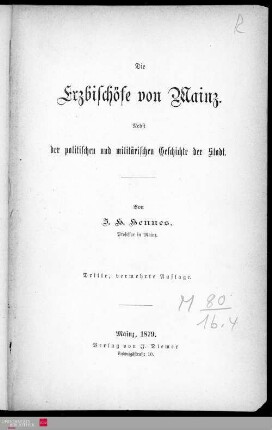 R
Die
Erzbischöfe von Mainz.
Nebst
der politischen und militärischen Geschichte der Stadt.
Von
J. H. Hennes,
Professor in Mainz.
Dritte, vermehrte Auflage.
M 80/16.4
Mainz, 1879.
Verlag von J. Diemer